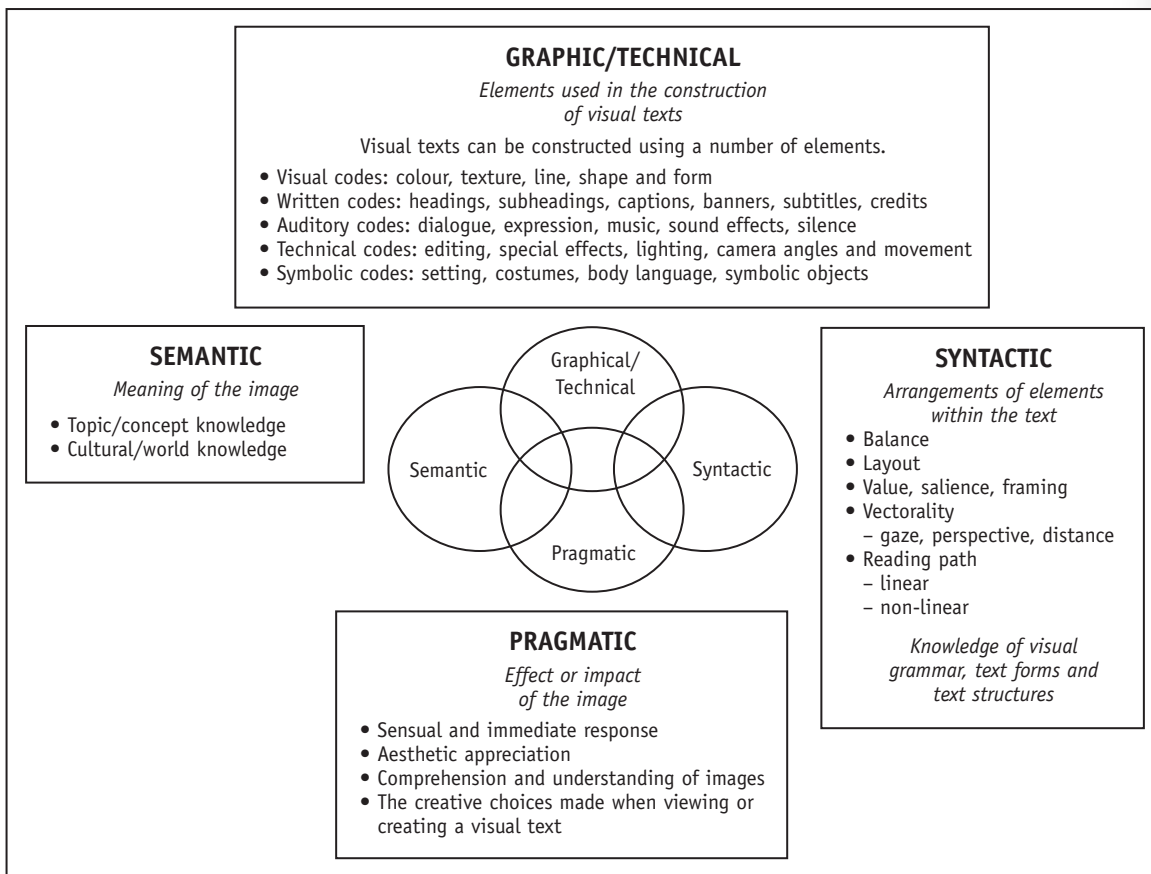 GRAPHIC/TECHNICAL
Elements used in the construction
of visual texts
Visual texts can be constructed using a number of elements.
• Visual codes: colour, texture, line, shape and form
• Written codes: headings, subheadings, captions, banners, subtitles, credits
• Auditory codes: dialogue, expression, music, sound effects, silence
• Technical codes: editing, special effects, lighting, camera angles and movement
• Symbolic codes: setting, costumes, body language, symbolic objects
SEMANTIC
Meaning of the image
• Topic/concept knowledge
• Cultural/world knowledge
Graphical/
Technical
Semantic
Syntactic
Pragmatic
SYNTACTIC
Arrangements of elements
within the text
• Balance
• Layout
• Value, salience, framing
• Vectorality
– gaze, perspective, distance
• Reading path
– linear
– non-linear
Knowledge of visual
grammar, text forms and
text structures
PRAGMATIC
Effect or impact
of the image
• Sensual and immediate response
• Aesthetic appreciation
• Comprehension and understanding of images
• The creative choices made when viewing or
creating a visual text